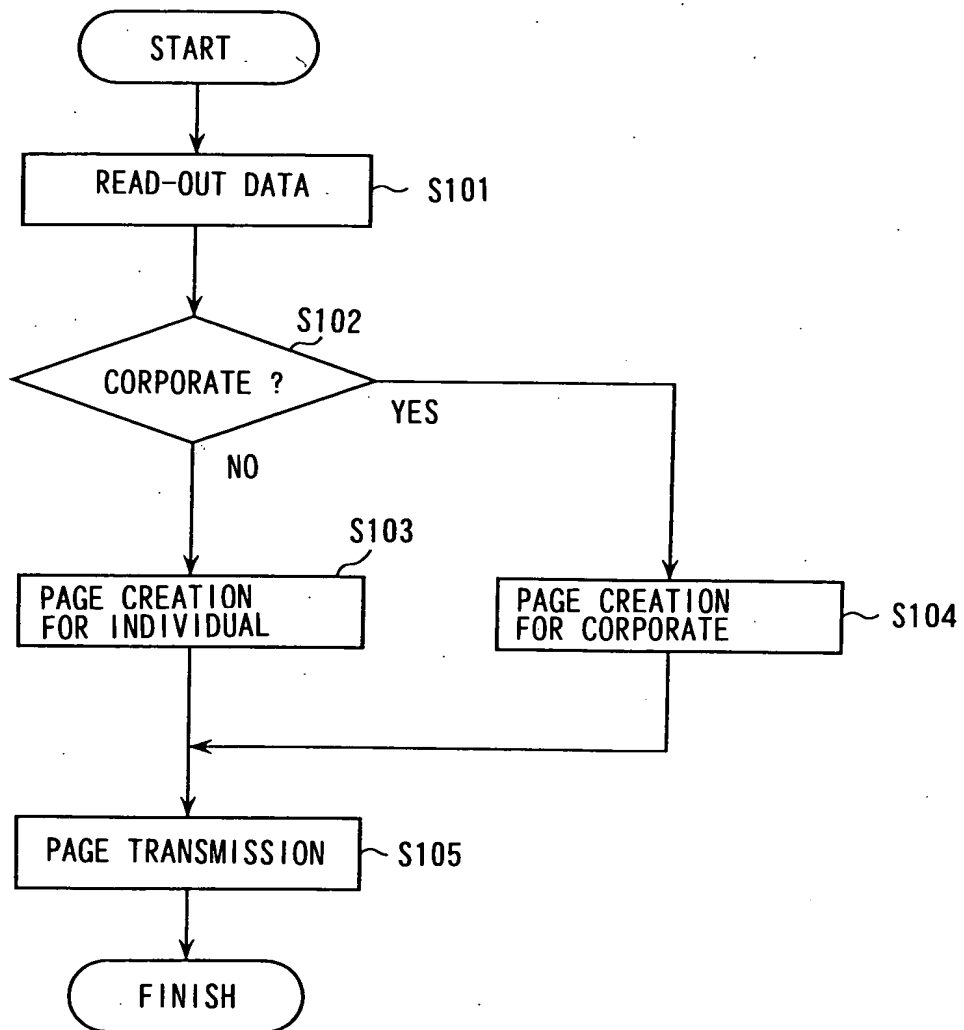 START
READ-OUT DATA
S101
S102
CORPORATE ?
YES
NO
S103
PAGE CREATION
FOR INDIVIDUAL
PAGE CREATION
FOR CORPORATE
S104
PAGE TRANSMISSION
S105
FINISH